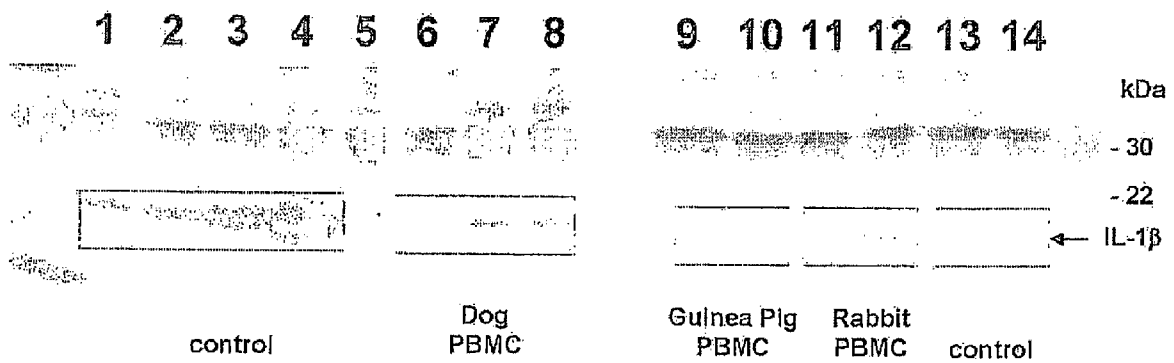 1 2 3 4 5 6 7 8 9 10 11 12 13 14
kDa
- 30
- 22
IL-1β
control
Dog
PBMC
Guinea Pig
PBMC
Rabbit
PBMC
control